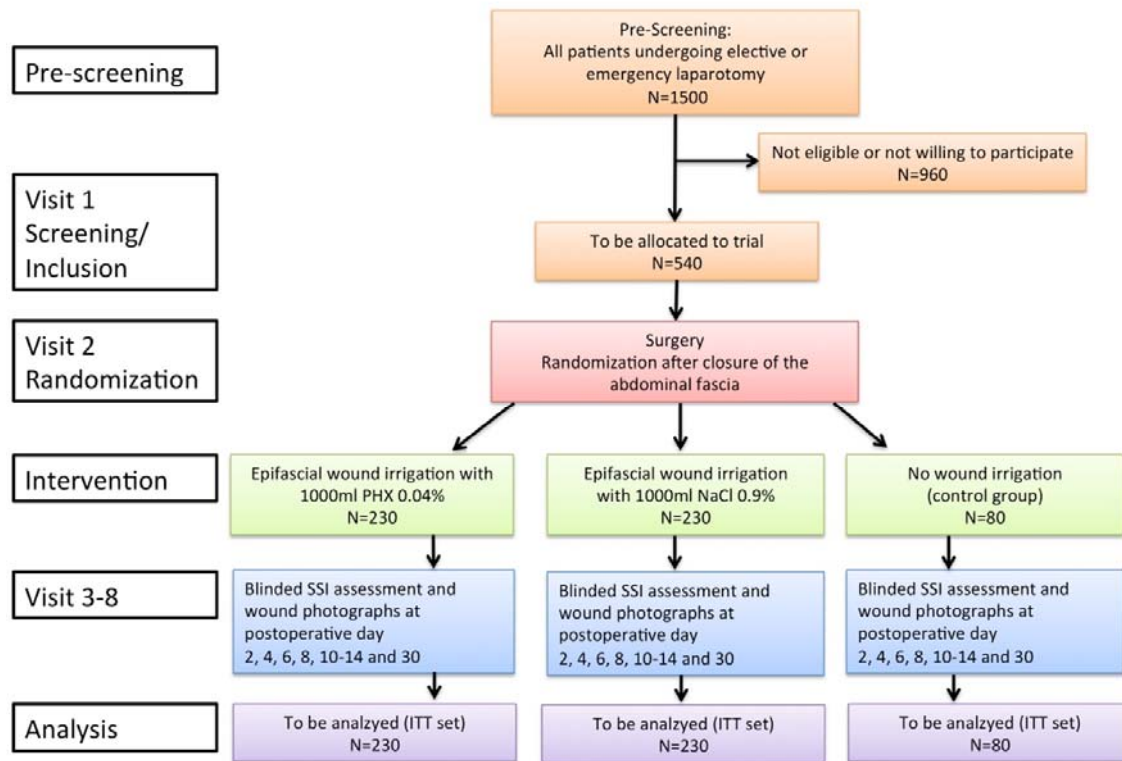 Pre-screening
Pre-Screening:
All patients undergoing elective or
emergency laparotomy
N=1500
Not eligible or not willing to participate
N=960
Visit 1
Screening/
Inclusion
To be allocated to trial
N=540
Visit 2
Randomization
Surgery
Randomization after closure of the
abdominal fascia
Intervention
Epifascial wound irrigation with
1000ml PHX 0.04%
N=230
Epifascial wound irrigation
with 1000ml NaCl 0.9%
N=230
No wound irrigation
(control group)
N=80
Visit 3-8
Blinded SSI assessment and
wound photographs at
postoperative day
2, 4, 6, 8, 10-14 and 30
Blinded SSI assessment and
wound photographs at
postoperative day
2, 4, 6, 8, 10-14 and 30
Blinded SSI assessment and
wound photographs at
postoperative day
2, 4, 6, 8, 10-14 and 30
Analysis
To be analzyed (ITT set)
N=230
To be analzyed (ITT set)
N=230
To be analzyed (ITT set)
N=80